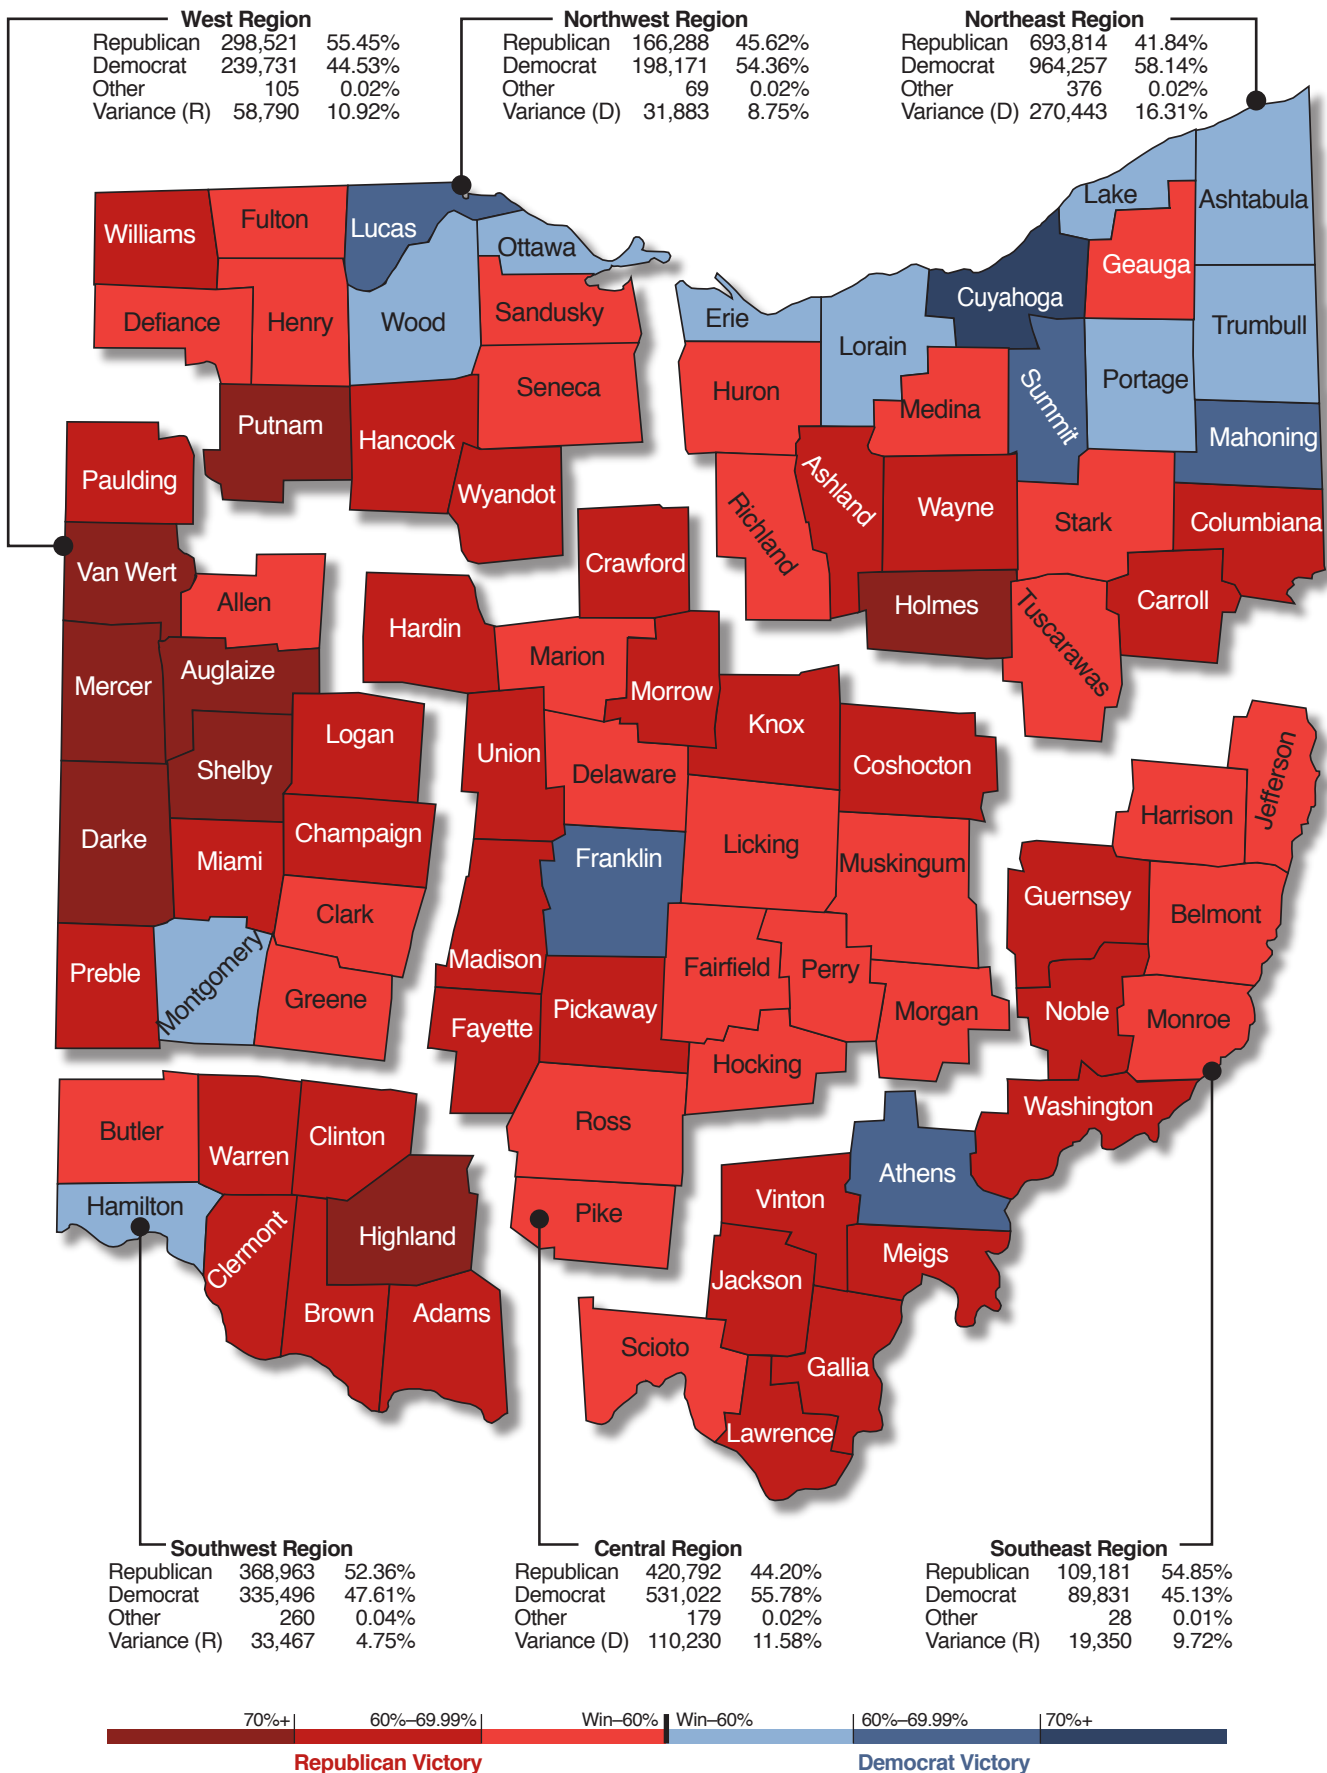 West Region
Republican 298,521 55.45%
Democrat 239,731 44.53%
Other 105 0.02%
Variance (R) 58,790 10.92%
Northwest Region
Republican 166,288 45.62%
Democrat 198,171 54.36%
Other 69 0.02%
Variance (D) 31,883 8.75%
Northeast Region
Republican 693,814 41.84%
Democrat 964,257 58.14%
Other 376 0.02%
Variance (D) 270,443 16.31%
Williams
Fulton
Lucas
Ottawa
Defiance
Henry
Wood
Sandusky
Seneca
Putnam
Hancock
Wyandot
Lake
Ashtabula
Geauga
Cuyahoga
Erie
Lorain
Trumbull
Huron
Medina
Summit
Portage
Mahoning
Richland
Ashland
Wayne
Stark
Columbiana
Holmes
Tuscarawas
Carroll
Paulding
Van Wert
Allen
Mercer
Auglaize
Logan
Shelby
Darke
Miami
Champaign
Clark
Preble
Montgomery
Greene
Crawford
Hardin
Marion
Morrow
Knox
Union
Delaware
Coshocton
Licking
Muskingum
Franklin
Madison
Fairfield
Perry
Morgan
Pickaway
Fayette
Hocking
Ross
Pike
Jefferson
Harrison
Guernsey
Belmont
Noble
Monroe
Washington
Athens
Vinton
Meigs
Jackson
Gallia
Scioto
Lawrence
Butler
Warren
Clinton
Hamilton
Clermont
Highland
Brown
Adams
Southwest Region
Republican 368,963 52.36%
Democrat 335,496 47.61%
Other 260 0.04%
Variance (R) 33,467 4.75%
Central Region
Republican 420,792 44.20%
Democrat 531,022 55.78%
Other 179 0.02%
Variance (D) 110,230 11.58%
Southeast Region
Republican 109,181 54.85%
Democrat 89,831 45.13%
Other 28 0.01%
Variance (R) 19,350 9.72%
70%+ 60%–69.99% Win–60% Win–60% 60%–69.99% 70%+
Republican Victory Democrat Victory